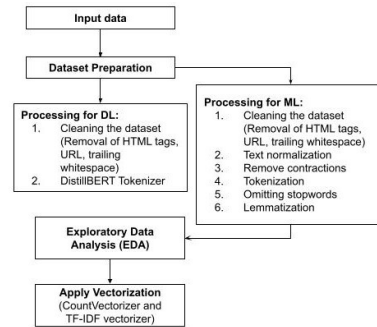 Input data
Dataset Preparation
Processing for DL:
1. Cleaning the dataset
(Removal of HTML tags,
URL, trailing
whitespace)
2. DistillBERT Tokenizer
Processing for ML:
1. Cleaning the dataset
(Removal of HTML tags,
URL, trailing whitespace)
2. Text normalization
3. Remove contractions
4. Tokenization
5. Omitting stopwords
6. Lemmatization
Exploratory Data
Analysis (EDA)
Apply Vectorization
(CountVectorizer and
TF-IDF vectorizer)